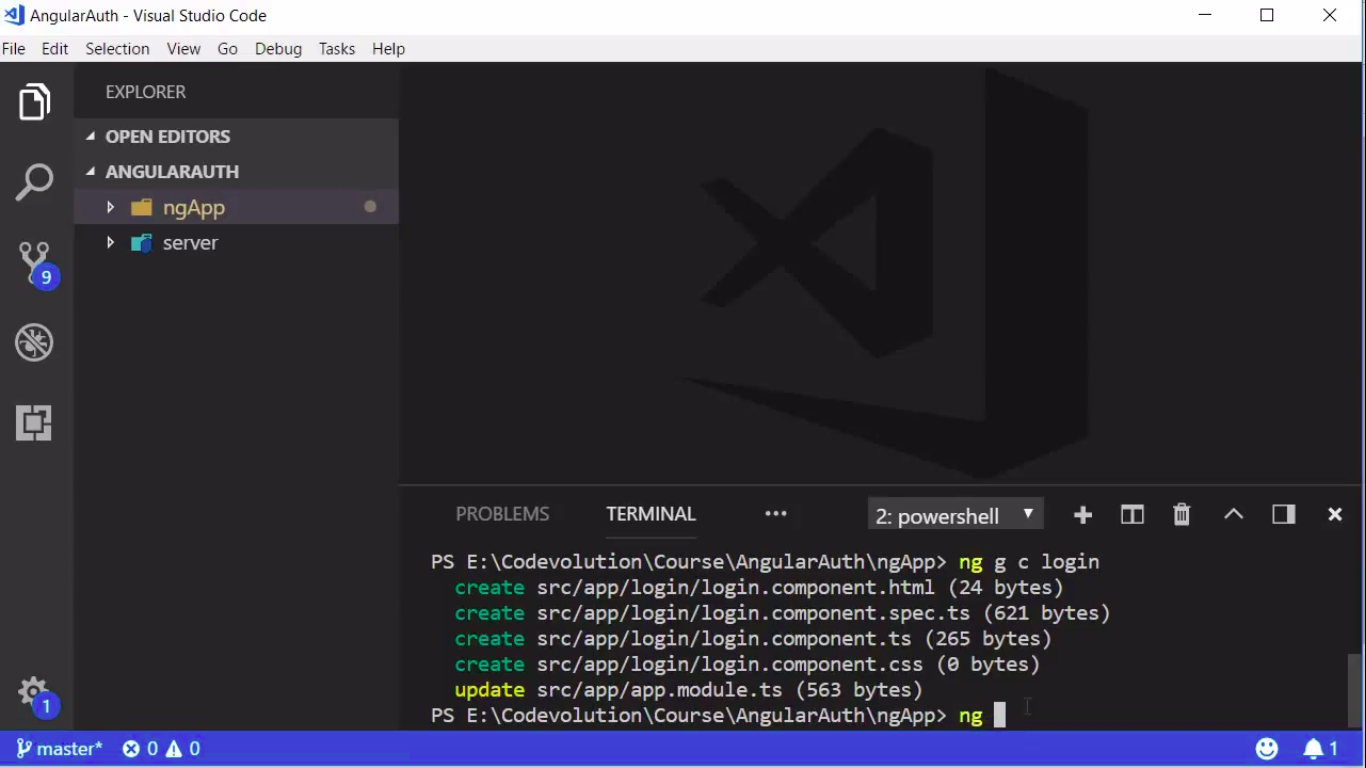 AngularAuth - Visual Studio Code
File Edit Selection View Go Debug Tasks Help
EXPLORER
OPEN EDITORS
ANGULARAUTH
ngApp
server
9
1
PROBLEMS TERMINAL ••• 2: powershell
PS E:\Codevolution\Course\AngularAuth\ngApp> ng g c login
create src/app/login/login.component.html (24 bytes)
create src/app/login/login.component.spec.ts (621 bytes)
create src/app/login/login.component.ts (265 bytes)
create src/app/login/login.component.css (0 bytes)
update src/app/app.module.ts (563 bytes)
PS E:\Codevolution\Course\AngularAuth\ngApp> ng
master* 0 0 1